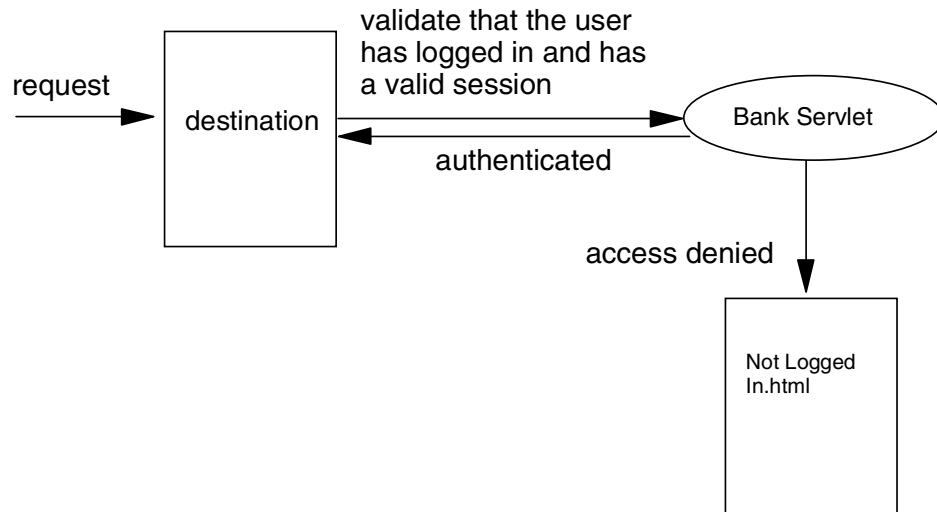 validate that the user
has logged in and has
a valid session
request
destination
Bank Servlet
authenticated
access denied
Not Logged
In.html